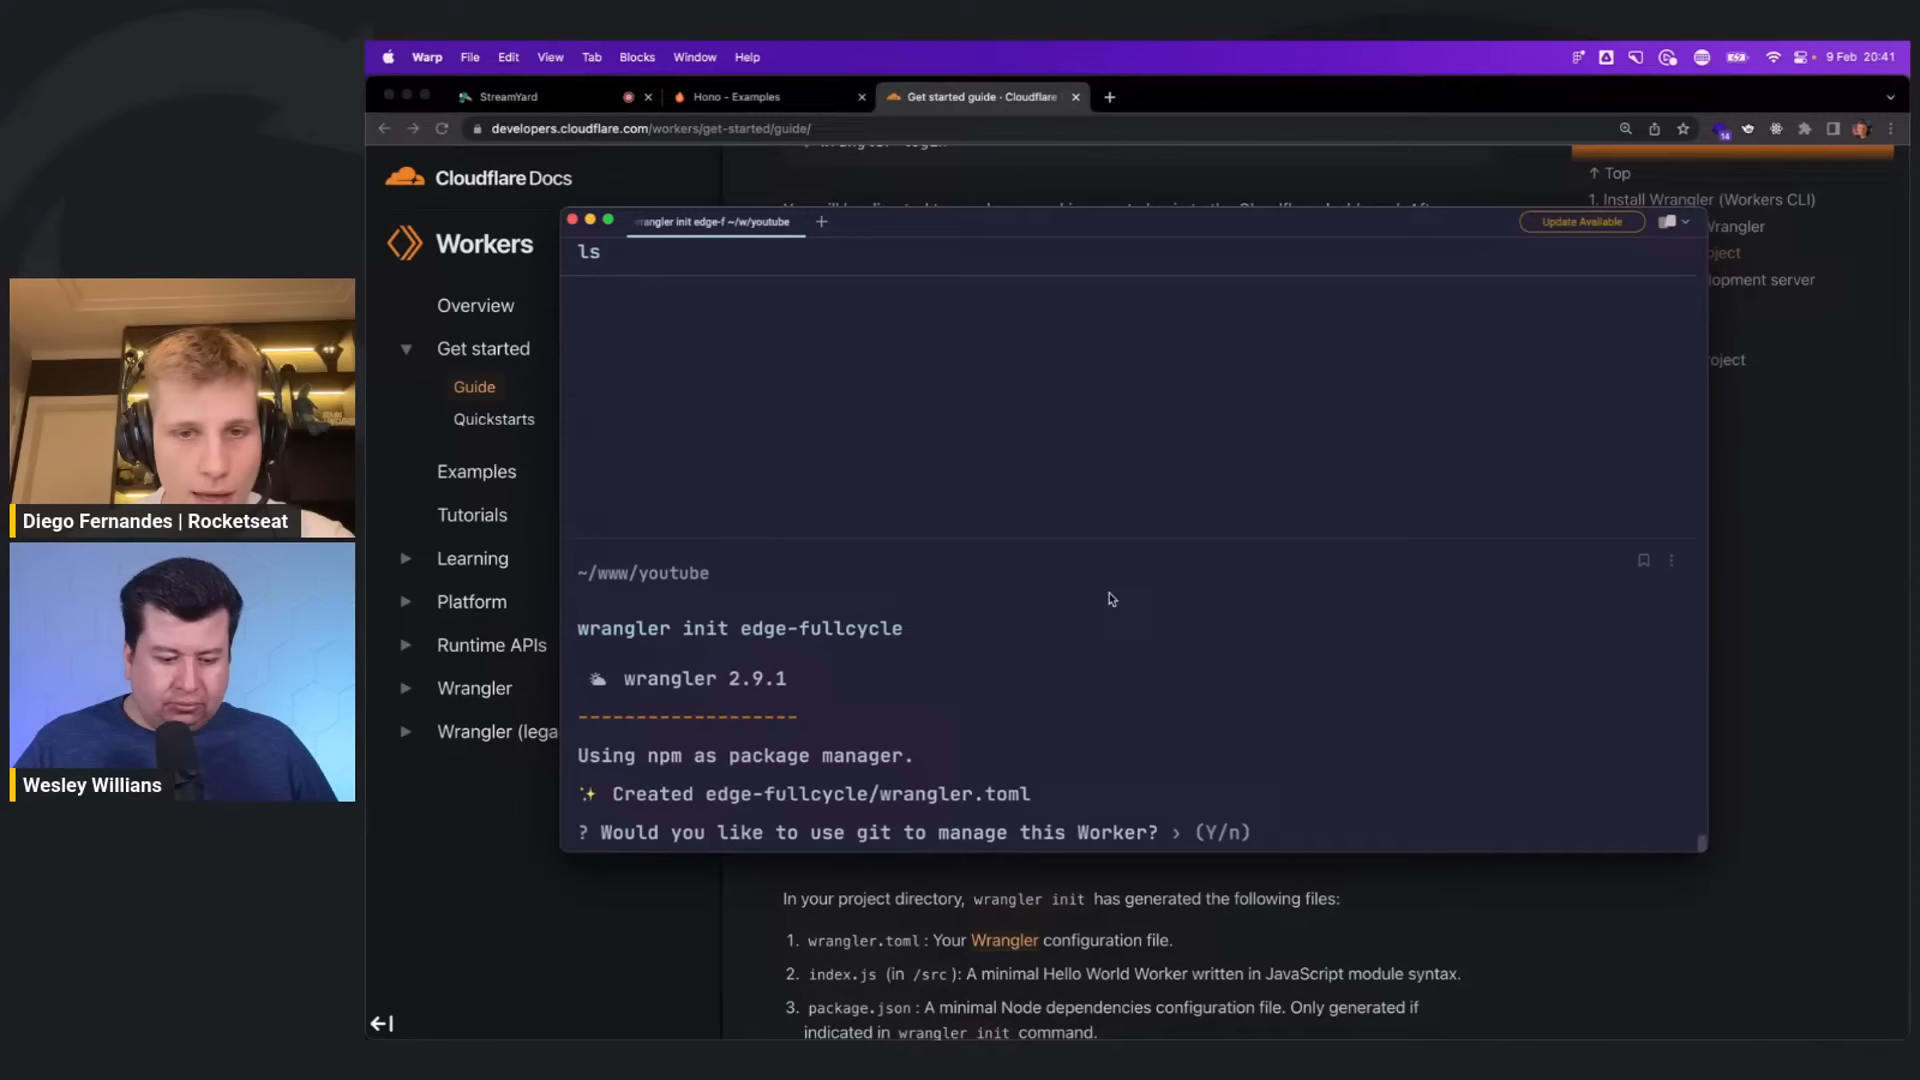 Warp File Edit View Tab Blocks Window Help
9 Feb 20:41
StreamYard
Hono - Examples
Get started guide · Cloudflare
developers.cloudflare.com/workers/get-started/guide/
14
Cloudflare Docs
Workers
Overview
Get started
Guide
Quickstarts
Examples
Tutorials
Learning
Platform
Runtime APIs
Wrangler
Wrangler (lega
↑ Top
1. Install Wrangler (Workers CLI)
Wrangler
oject
lopment server
oject
wrangler init edge-f ~/w/youtube
Update Available
ls
~/www/youtube
wrangler init edge-fullcycle
wrangler 2.9.1
-------------------
Using npm as package manager.
✨ Created edge-fullcycle/wrangler.toml
? Would you like to use git to manage this Worker? › (Y/n)
In your project directory, wrangler init has generated the following files:
1. wrangler.toml : Your Wrangler configuration file.
2. index.js (in /src ): A minimal Hello World Worker written in JavaScript module syntax.
3. package.json : A minimal Node dependencies configuration file. Only generated if
indicated in wrangler init command.
Diego Fernandes | Rocketseat
Wesley Willians